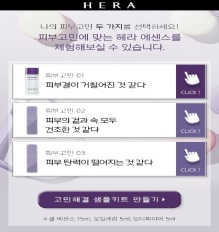 HERA
나의 피부고민 두 가지를 선택하세요!
피부고민에 맞는 헤라 에센스를
체험해보실 수 있습니다.
피부고민 01
피부결이 거칠어진 것 같다
CLICK !
피부고민 02
피부의 겉과 속 모두
건조한 것 같다
CLICK !
피부고민 03
피부 탄력이 떨어지는 것 같다
CLICK !
고민해결 샘플키트 만들기